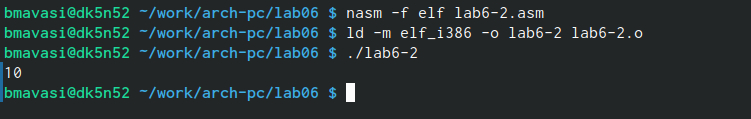 bmavasi@dk5n52 ~/work/arch-pc/lab06 $ nasm -f elf lab6-2.asm
bmavasi@dk5n52 ~/work/arch-pc/lab06 $ ld -m elf_i386 -o lab6-2 lab6-2.o
bmavasi@dk5n52 ~/work/arch-pc/lab06 $ ./lab6-2
10
bmavasi@dk5n52 ~/work/arch-pc/lab06 $